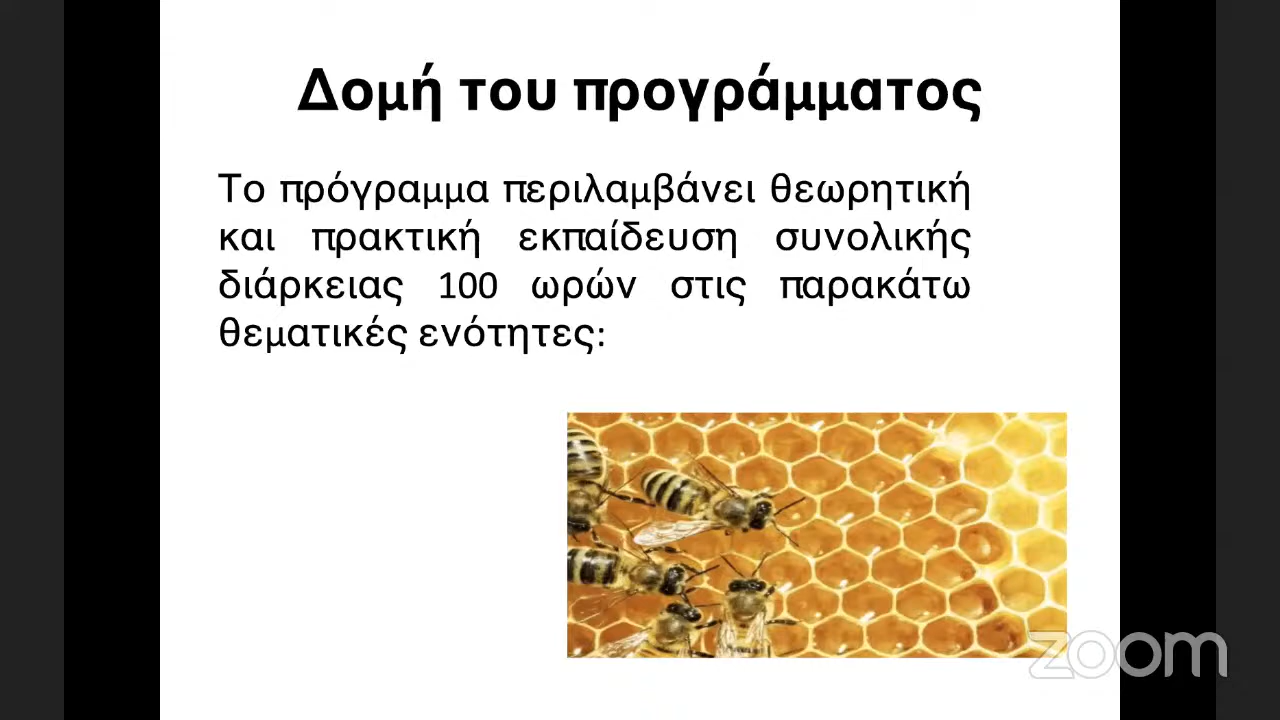 Δομή του προγράμματος
Το πρόγραμμα περιλαμβάνει θεωρητική
και πρακτική εκπαίδευση συνολικής
διάρκειας 100 ωρών στις παρακάτω
θεματικές ενότητες:
zoom